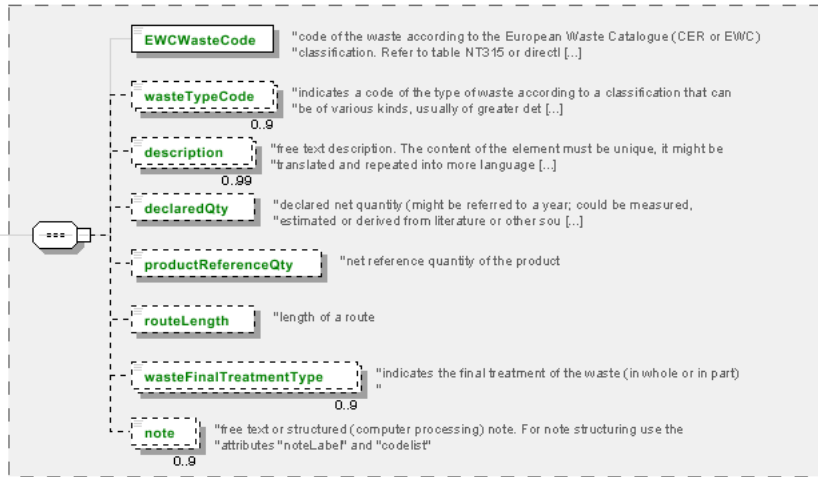 EWCWasteCode
"code of the waste according to the European Waste Catalogue (CER or EWC)
"classification. Refer to table NT315 or directl [...]
wasteTypeCode
"indicates a code of the type of waste according to a classification that can
"be of various kinds, usually of greater det [...]
0..9
description
"free text description. The content of the element must be unique, it might be
"translated and repeated into more language [...]
0..99
declaredQty
"declared net quantity (might be referred to a year; could be measured,
"estimated or derived from literature or other sou [...]
productReferenceQty
"net reference quantity of the product
routeLength
"length of a route
wasteFinalTreatmentType
"indicates the final treatment of the waste (in whole or in part)
"
0..9
note
"free text or structured (computer processing) note. For note structuring use the
"attributes "noteLabel" and "codelist"
0..9